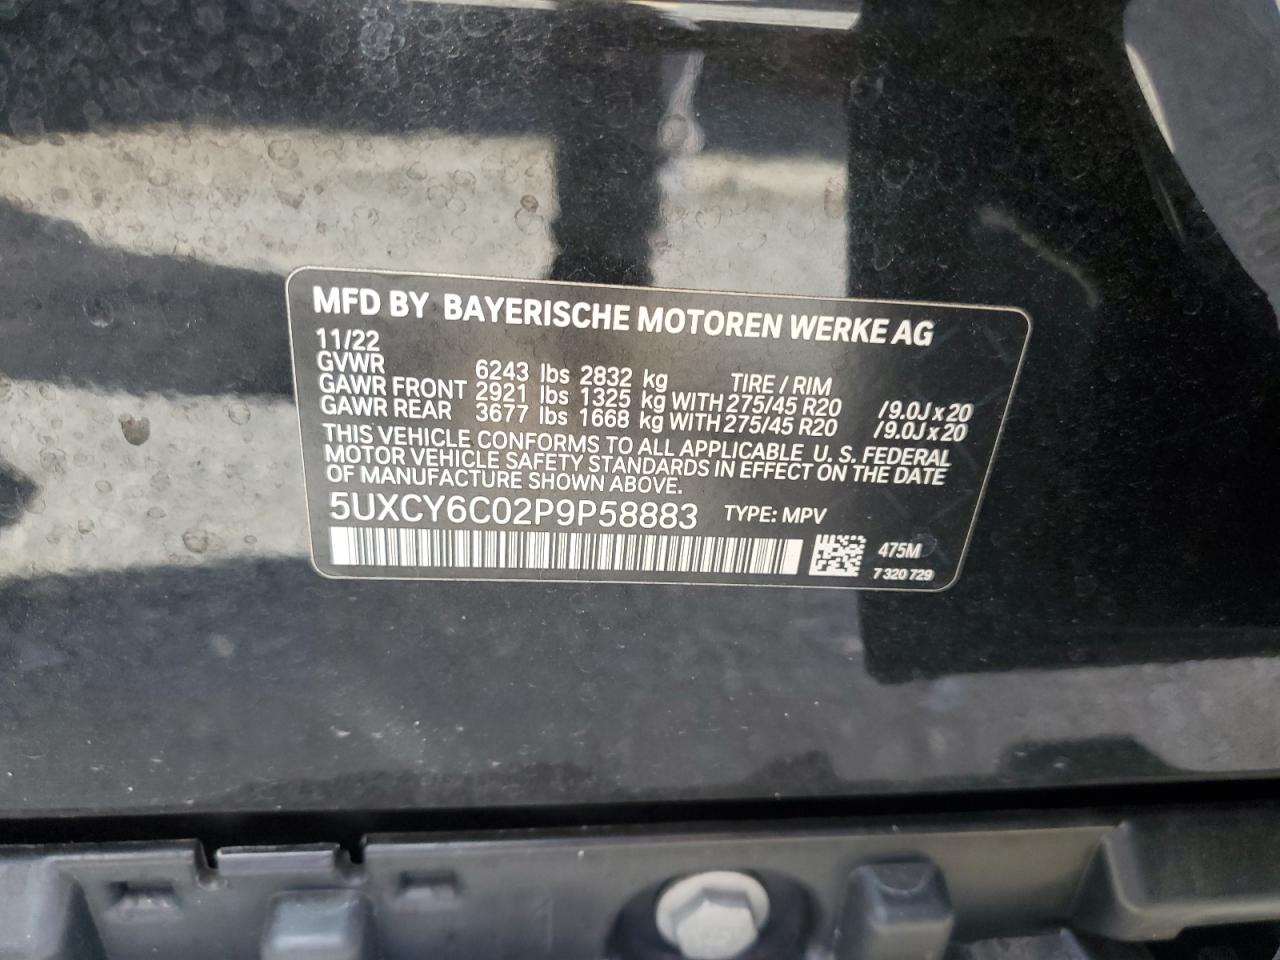 MFD BY BAYERISCHE MOTOREN WERKE AG
11/22
GVWR 6243 lbs 2832 kg TIRE / RIM
GAWR FRONT 2921 lbs 1325 kg WITH 275/45 R20 /9.0J x 20
GAWR REAR 3677 lbs 1668 kg WITH 275/45 R20 /9.0J x 20
THIS VEHICLE CONFORMS TO ALL APPLICABLE U. S. FEDERAL
MOTOR VEHICLE SAFETY STANDARDS IN EFFECT ON THE DATE
OF MANUFACTURE SHOWN ABOVE.
5UXCY6C02P9P58883 TYPE: MPV
475M
7 320 729